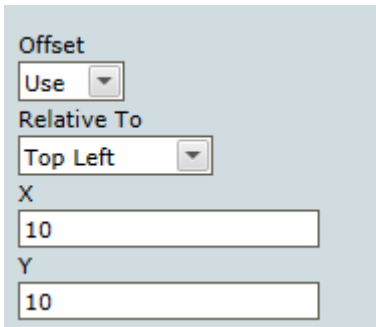 Offset
Use
Relative To
Top Left
X
10
Y
10